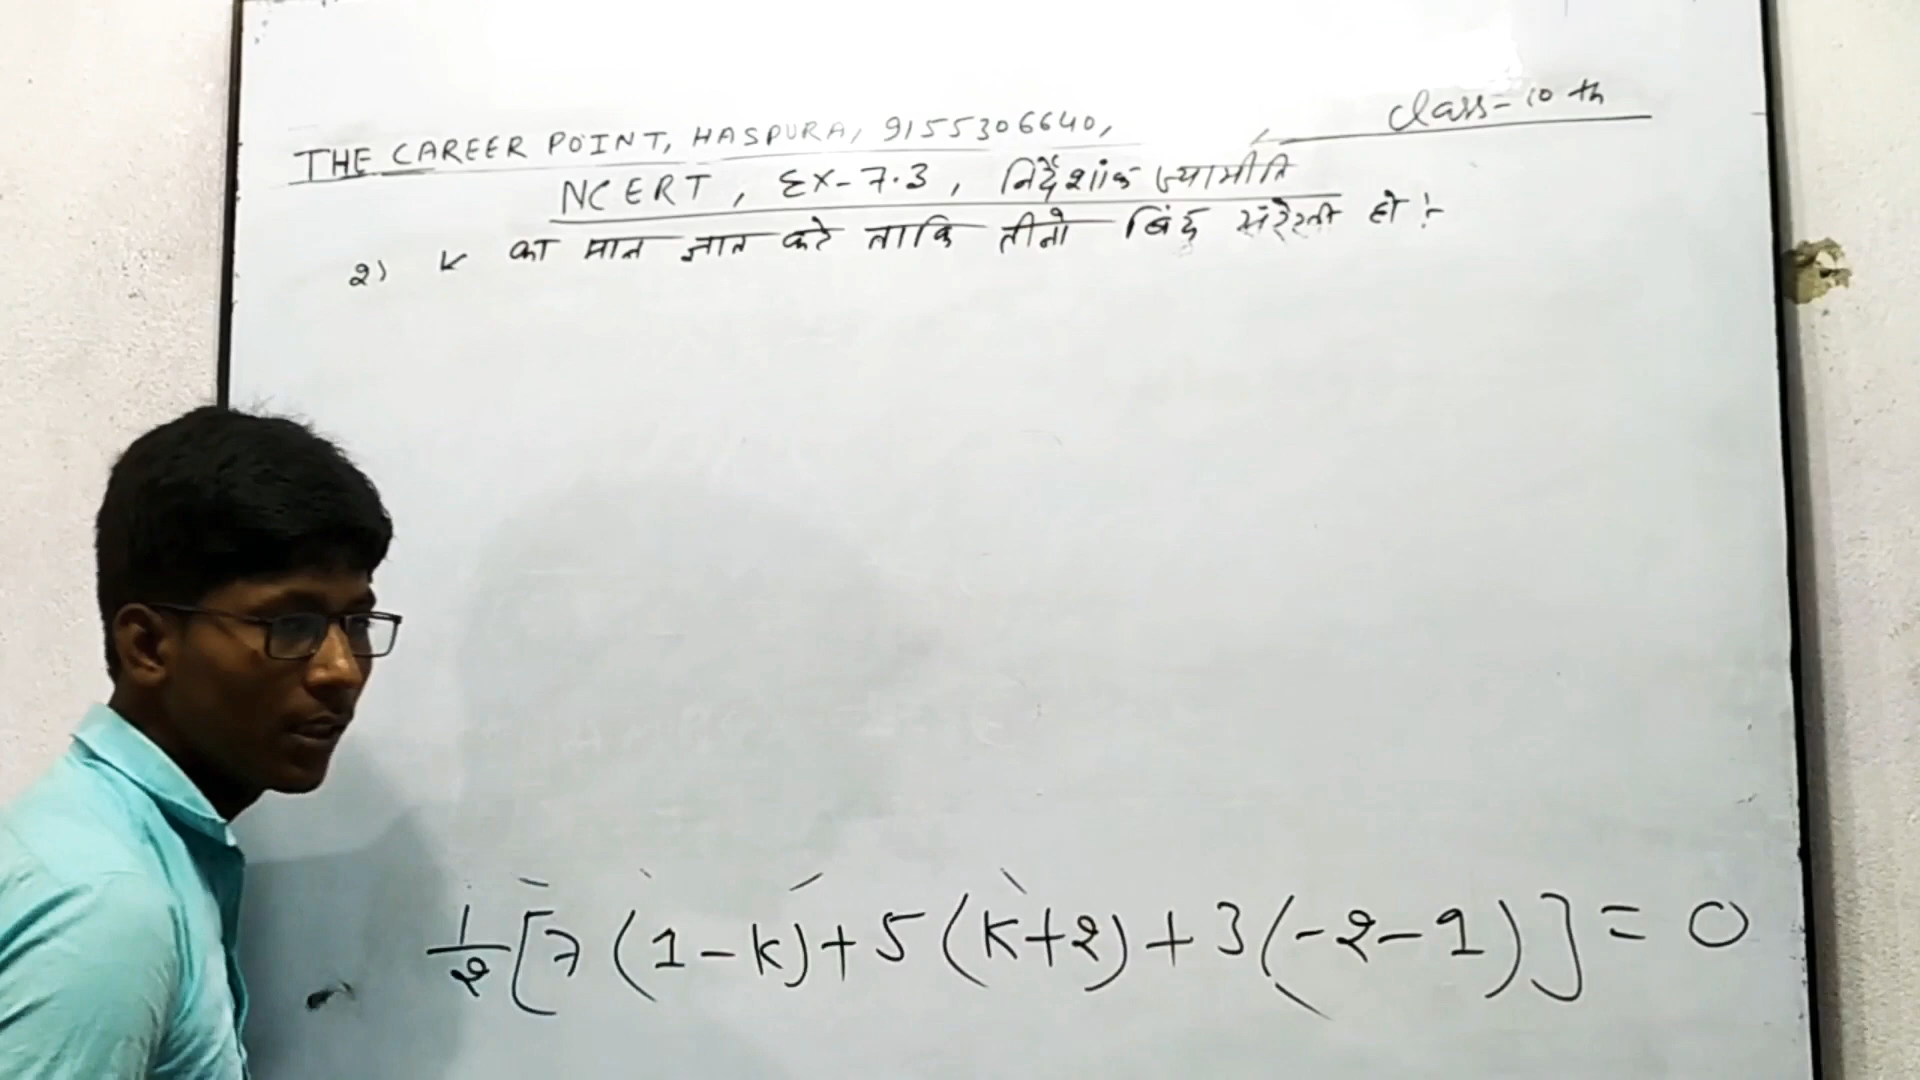 Class - 10 th
THE CAREER POINT, HASPURA, 9155306640,
NCERT, Ex-7.3, निर्देशांक ज्यामीति
2) K का मान ज्ञात करे ताकि तीनो बिंदु संरेखी हो :-
1/2 [7 (1-K) + 5 (K+2) + 3 (-2-1)] = 0